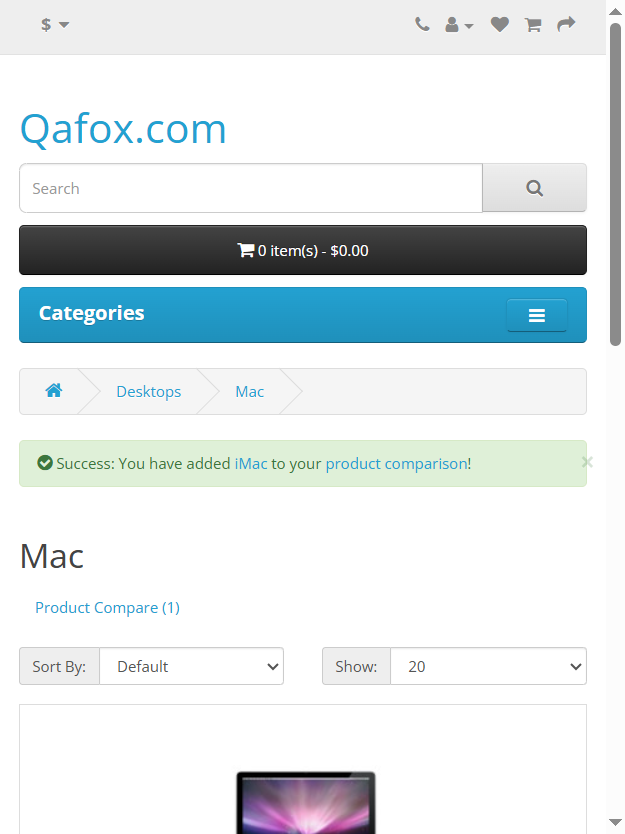 $
Qafox.com
Search
0 item(s) - $0.00
Categories
Desktops
Mac
Success: You have added iMac to your product comparison!
×
Mac
Product Compare (1)
Sort By:
Default
Show:
20